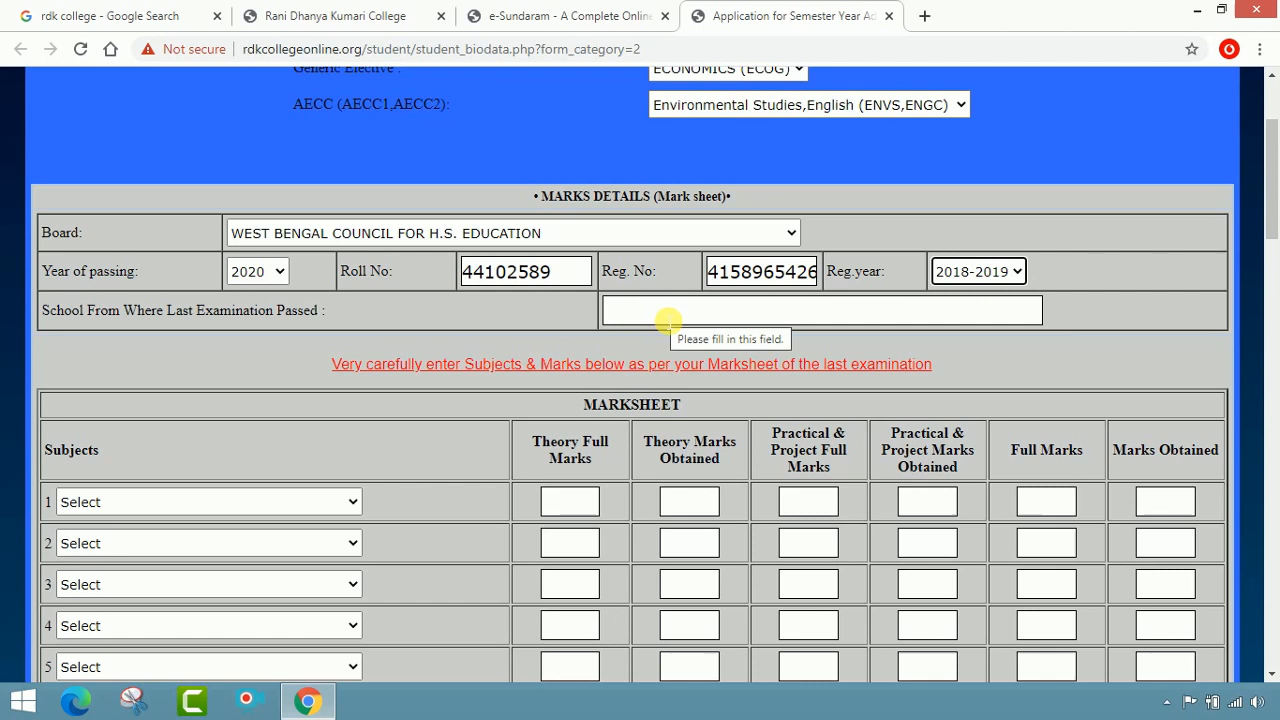 rdk college - Google Search
Rani Dhanya Kumari College
e-Sundaram - A Complete Online
Application for Semester Year Ad
Not secure
rdkcollegeonline.org/student/student_biodata.php?form_category=2
Generic Elective :
ECONOMICS (ECOG)
AECC (AECC1,AECC2):
Environmental Studies,English (ENVS,ENGC)
• MARKS DETAILS (Mark sheet)•
Board:
WEST BENGAL COUNCIL FOR H.S. EDUCATION
Year of passing:
2020
Roll No:
44102589
Reg. No:
4158965426
Reg.year:
2018-2019
School From Where Last Examination Passed :
Please fill in this field.
Very carefully enter Subjects & Marks below as per your Marksheet of the last examination
MARKSHEET
Subjects
Theory Full Marks
Theory Marks Obtained
Practical & Project Full Marks
Practical & Project Marks Obtained
Full Marks
Marks Obtained
1 Select
2 Select
3 Select
4 Select
5 Select